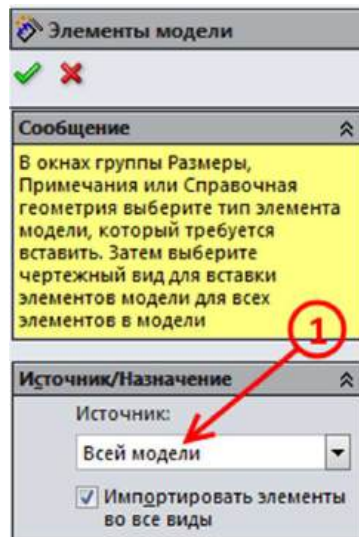 Элементы модели
Сообщение
В окнах группы Размеры,
Примечания или Справочная
геометрия выберите тип элемента
модели, который требуется
вставить. Затем выберите
чертежный вид для вставки
элементов модели для всех
элементов в модели
1
Источник/Назначение
Источник:
Всей модели
Импортировать элементы
во все виды